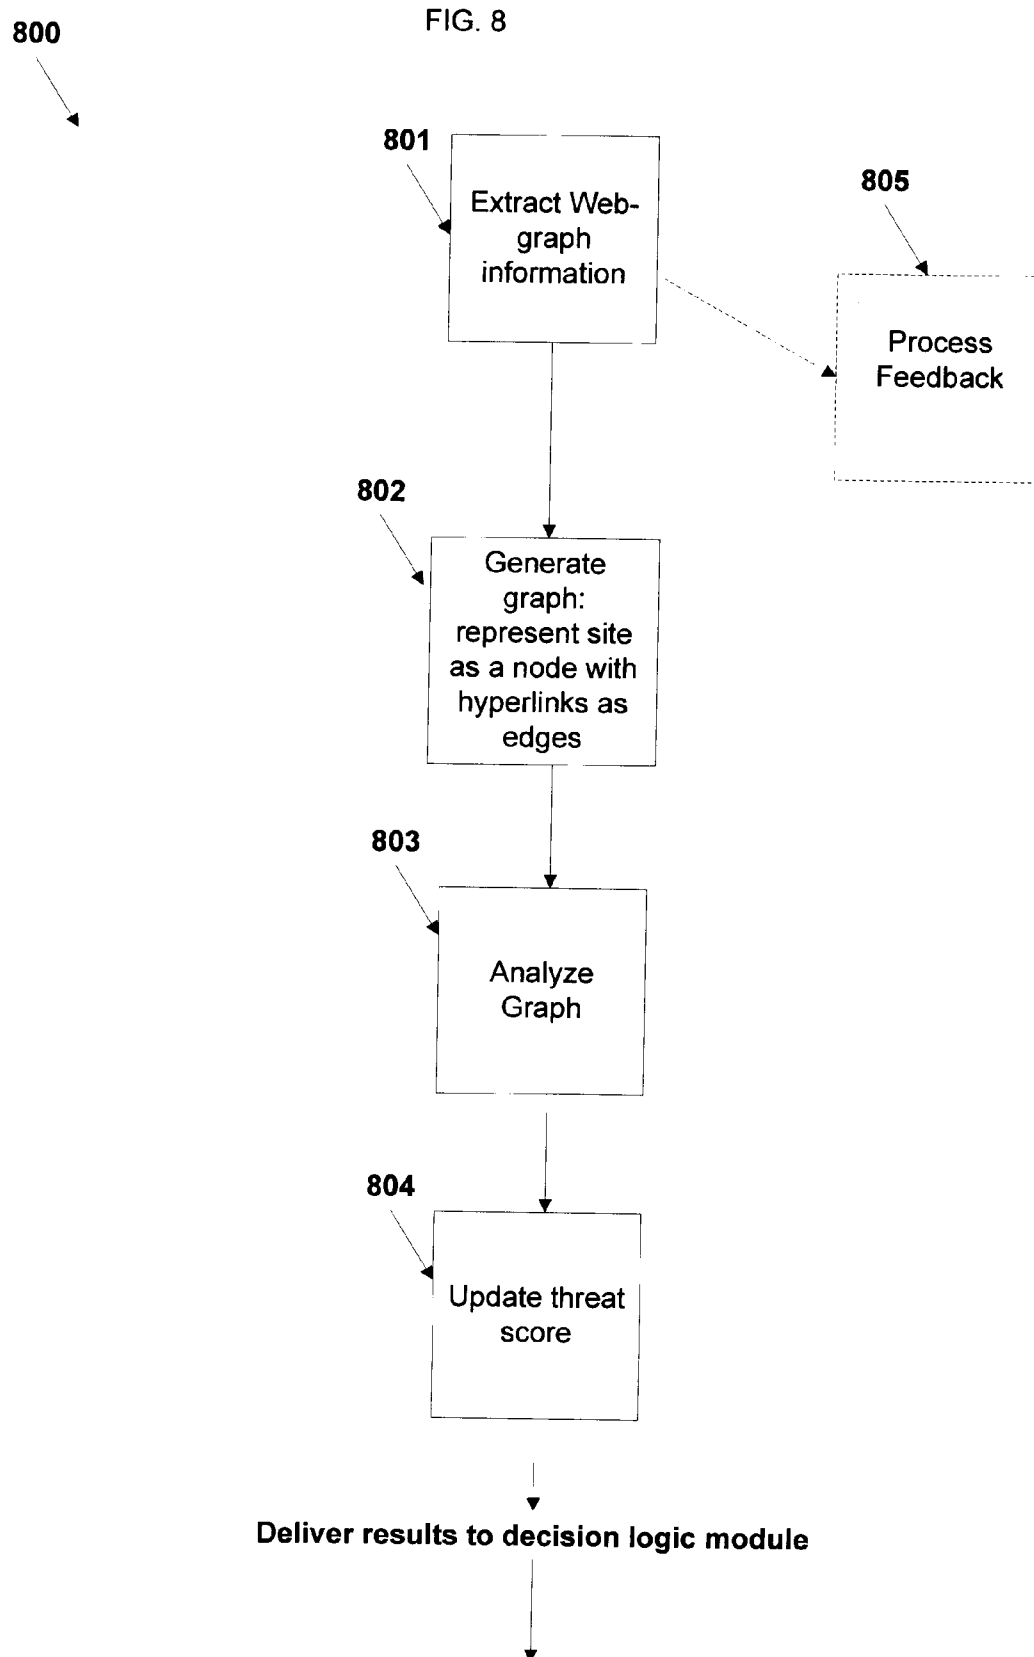 FIG. 8
800
801
Extract Web-
graph
information
805
Process
Feedback
802
Generate
graph:
represent site
as a node with
hyperlinks as
edges
803
Analyze
Graph
804
Update threat
score
Deliver results to decision logic module